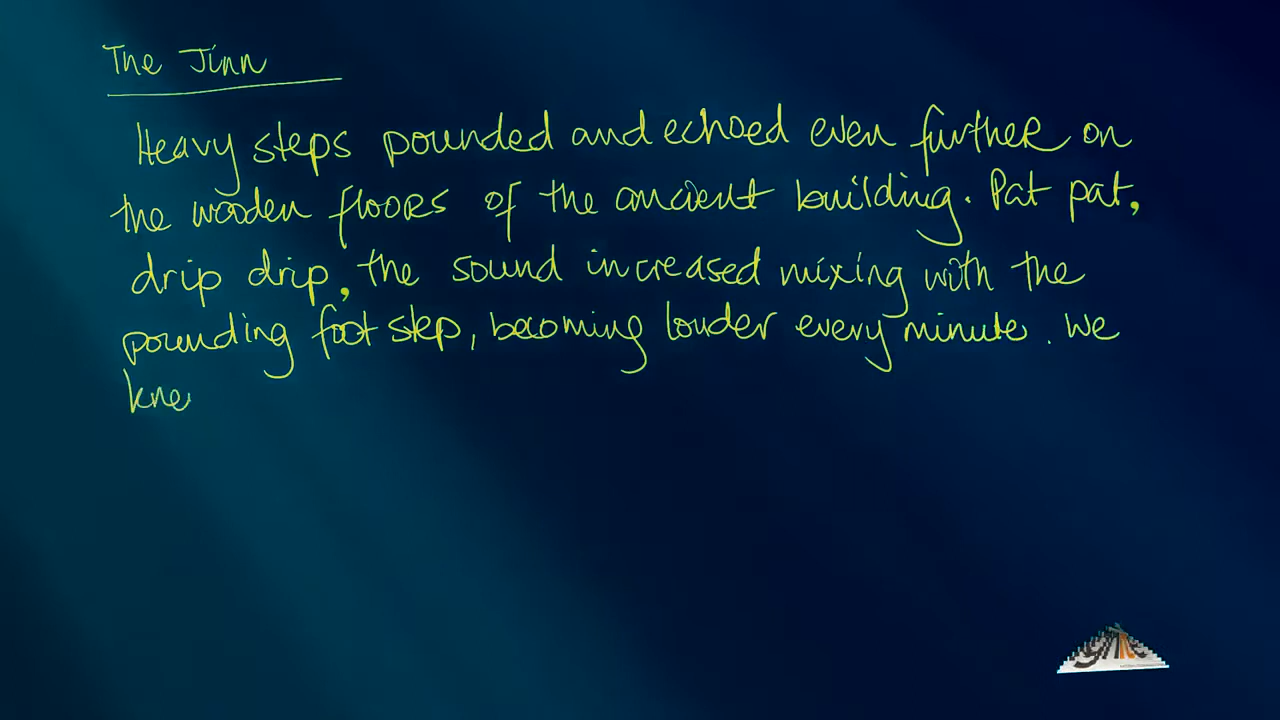 The Jinn
Heavy steps pounded and echoed even further on
the wooden floors of the ancient building. Pat pat,
drip drip, the sound increased mixing with the
pounding foot step, becoming louder every minute. We
kne